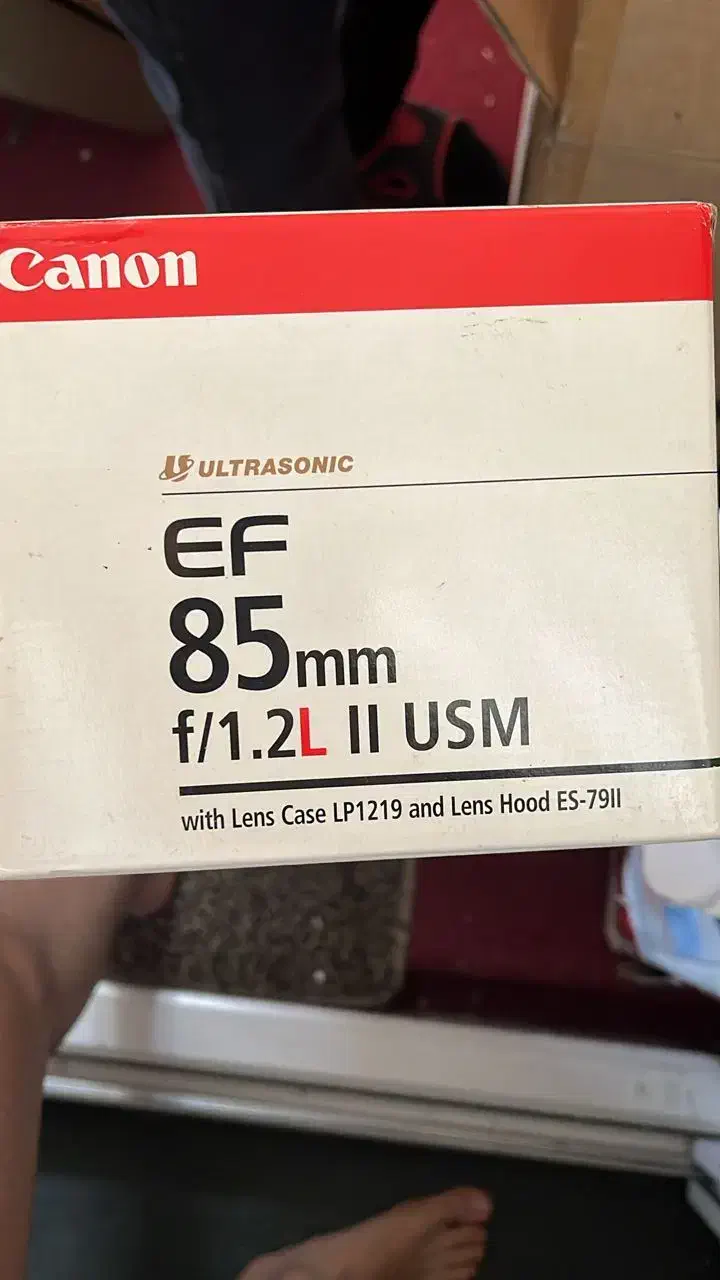 Canon
ULTRASONIC
EF
85mm
f/1.2L II USM
with Lens Case LP1219 and Lens Hood ES-79II